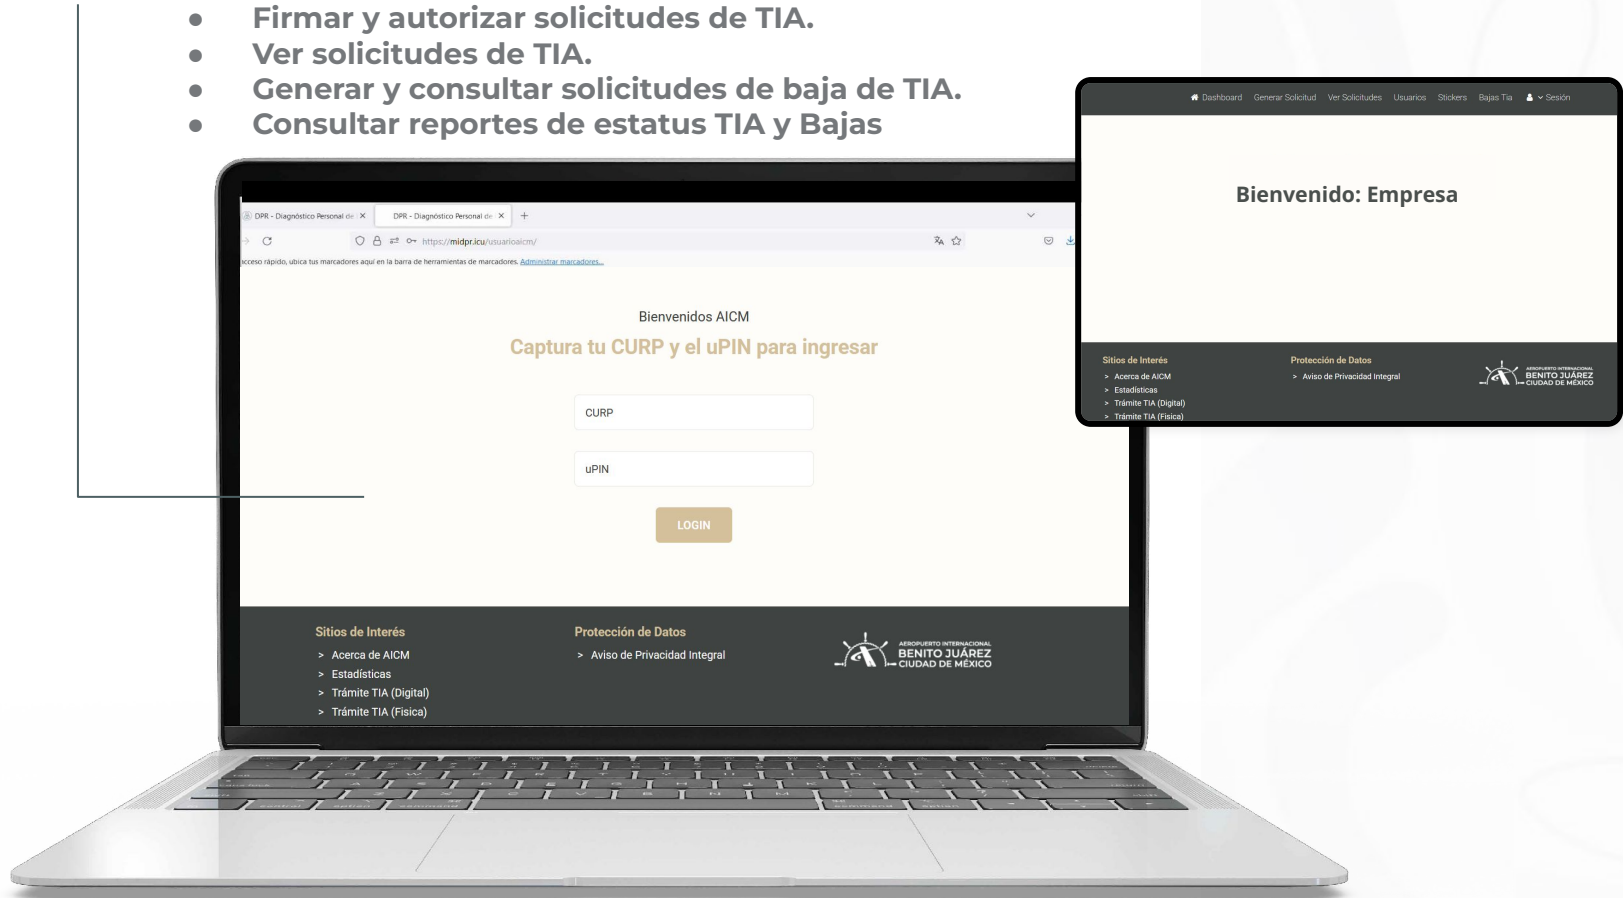 ● Firmar y autorizar solicitudes de TIA.
● Ver solicitudes de TIA.
● Generar y consultar solicitudes de baja de TIA.
● Consultar reportes de estatus TIA y Bajas
Dashboard Generar Solicitud Ver Solicitudes Usuarios Stickers Bajas Tia Sesión
Bienvenido: Empresa
Sitios de Interés
> Acerca de AICM
> Estadísticas
> Trámite TIA (Digital)
> Trámite TIA (Fisica)
Protección de Datos
> Aviso de Privacidad Integral
AEROPUERTO INTERNACIONAL
BENITO JUÁREZ
CIUDAD DE MÉXICO
DPR - Diagnóstico Personal de X DPR - Diagnóstico Personal de X +
https://midpr.icu/usuarioaicm/
acceso rápido, ubica tus marcadores aquí en la barra de herramientas de marcadores. Administrar marcadores...
Bienvenidos AICM
Captura tu CURP y el uPIN para ingresar
CURP
uPIN
LOGIN
Sitios de Interés
> Acerca de AICM
> Estadísticas
> Trámite TIA (Digital)
> Trámite TIA (Fisica)
Protección de Datos
> Aviso de Privacidad Integral
AEROPUERTO INTERNACIONAL
BENITO JUÁREZ
CIUDAD DE MÉXICO